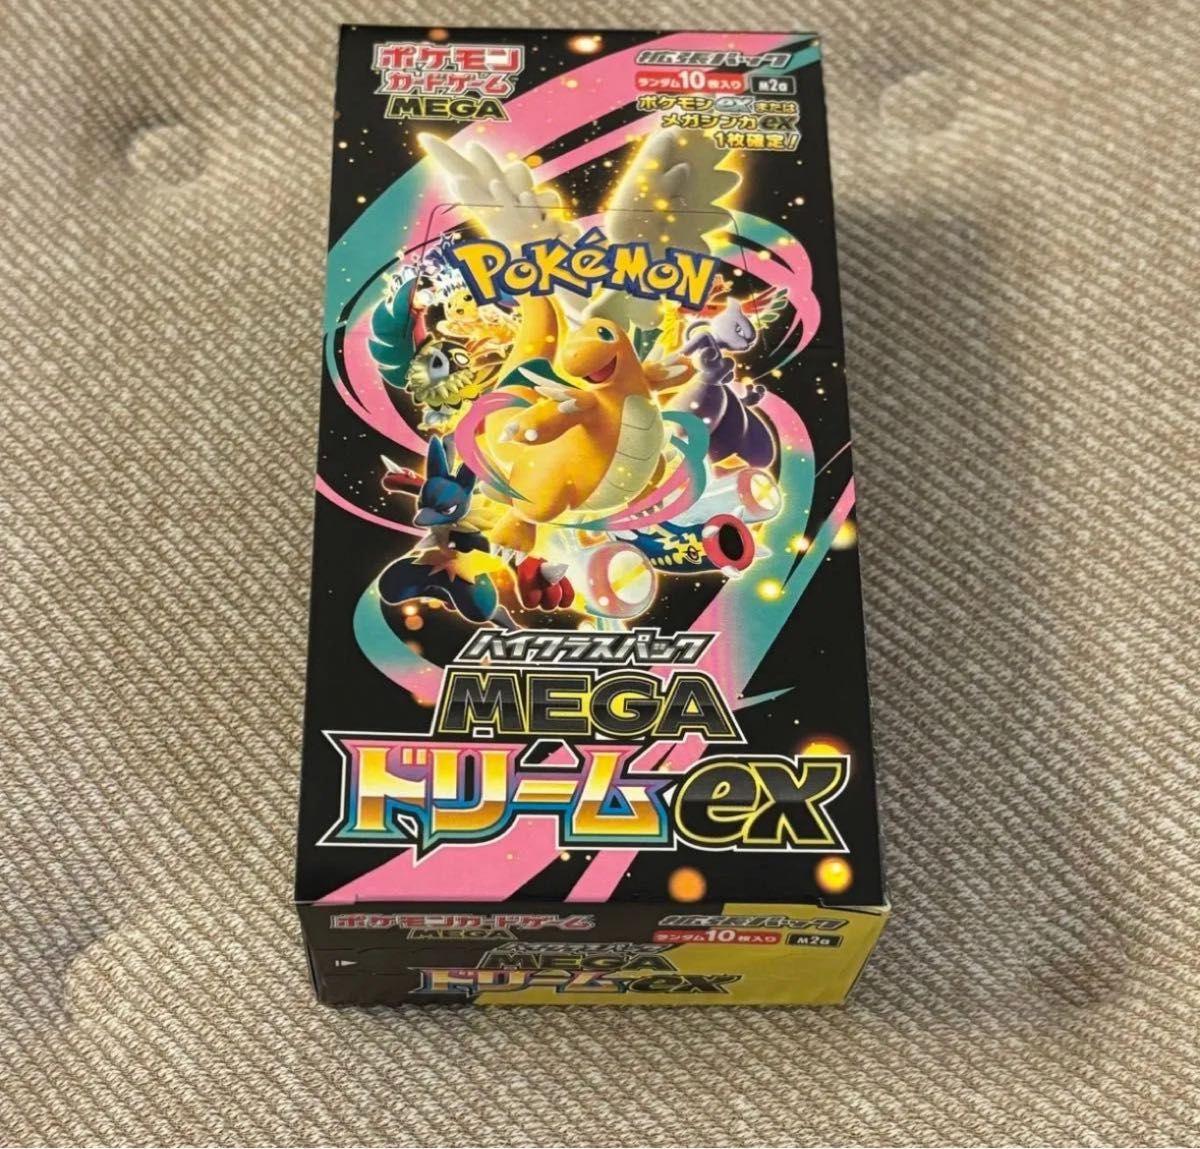 ポケモン
カードゲーム
MEGA
拡張パック
ランダム10枚入り M2a
ポケモンexまたは
メガシンカex
1枚確定!
POKéMON
ハイクラスパック
MEGA
ドリームex
ポケモンカードゲーム
MEGA
拡張パック
ランダム10枚入り M2a
ハイクラスパック
MEGA
ドリームex